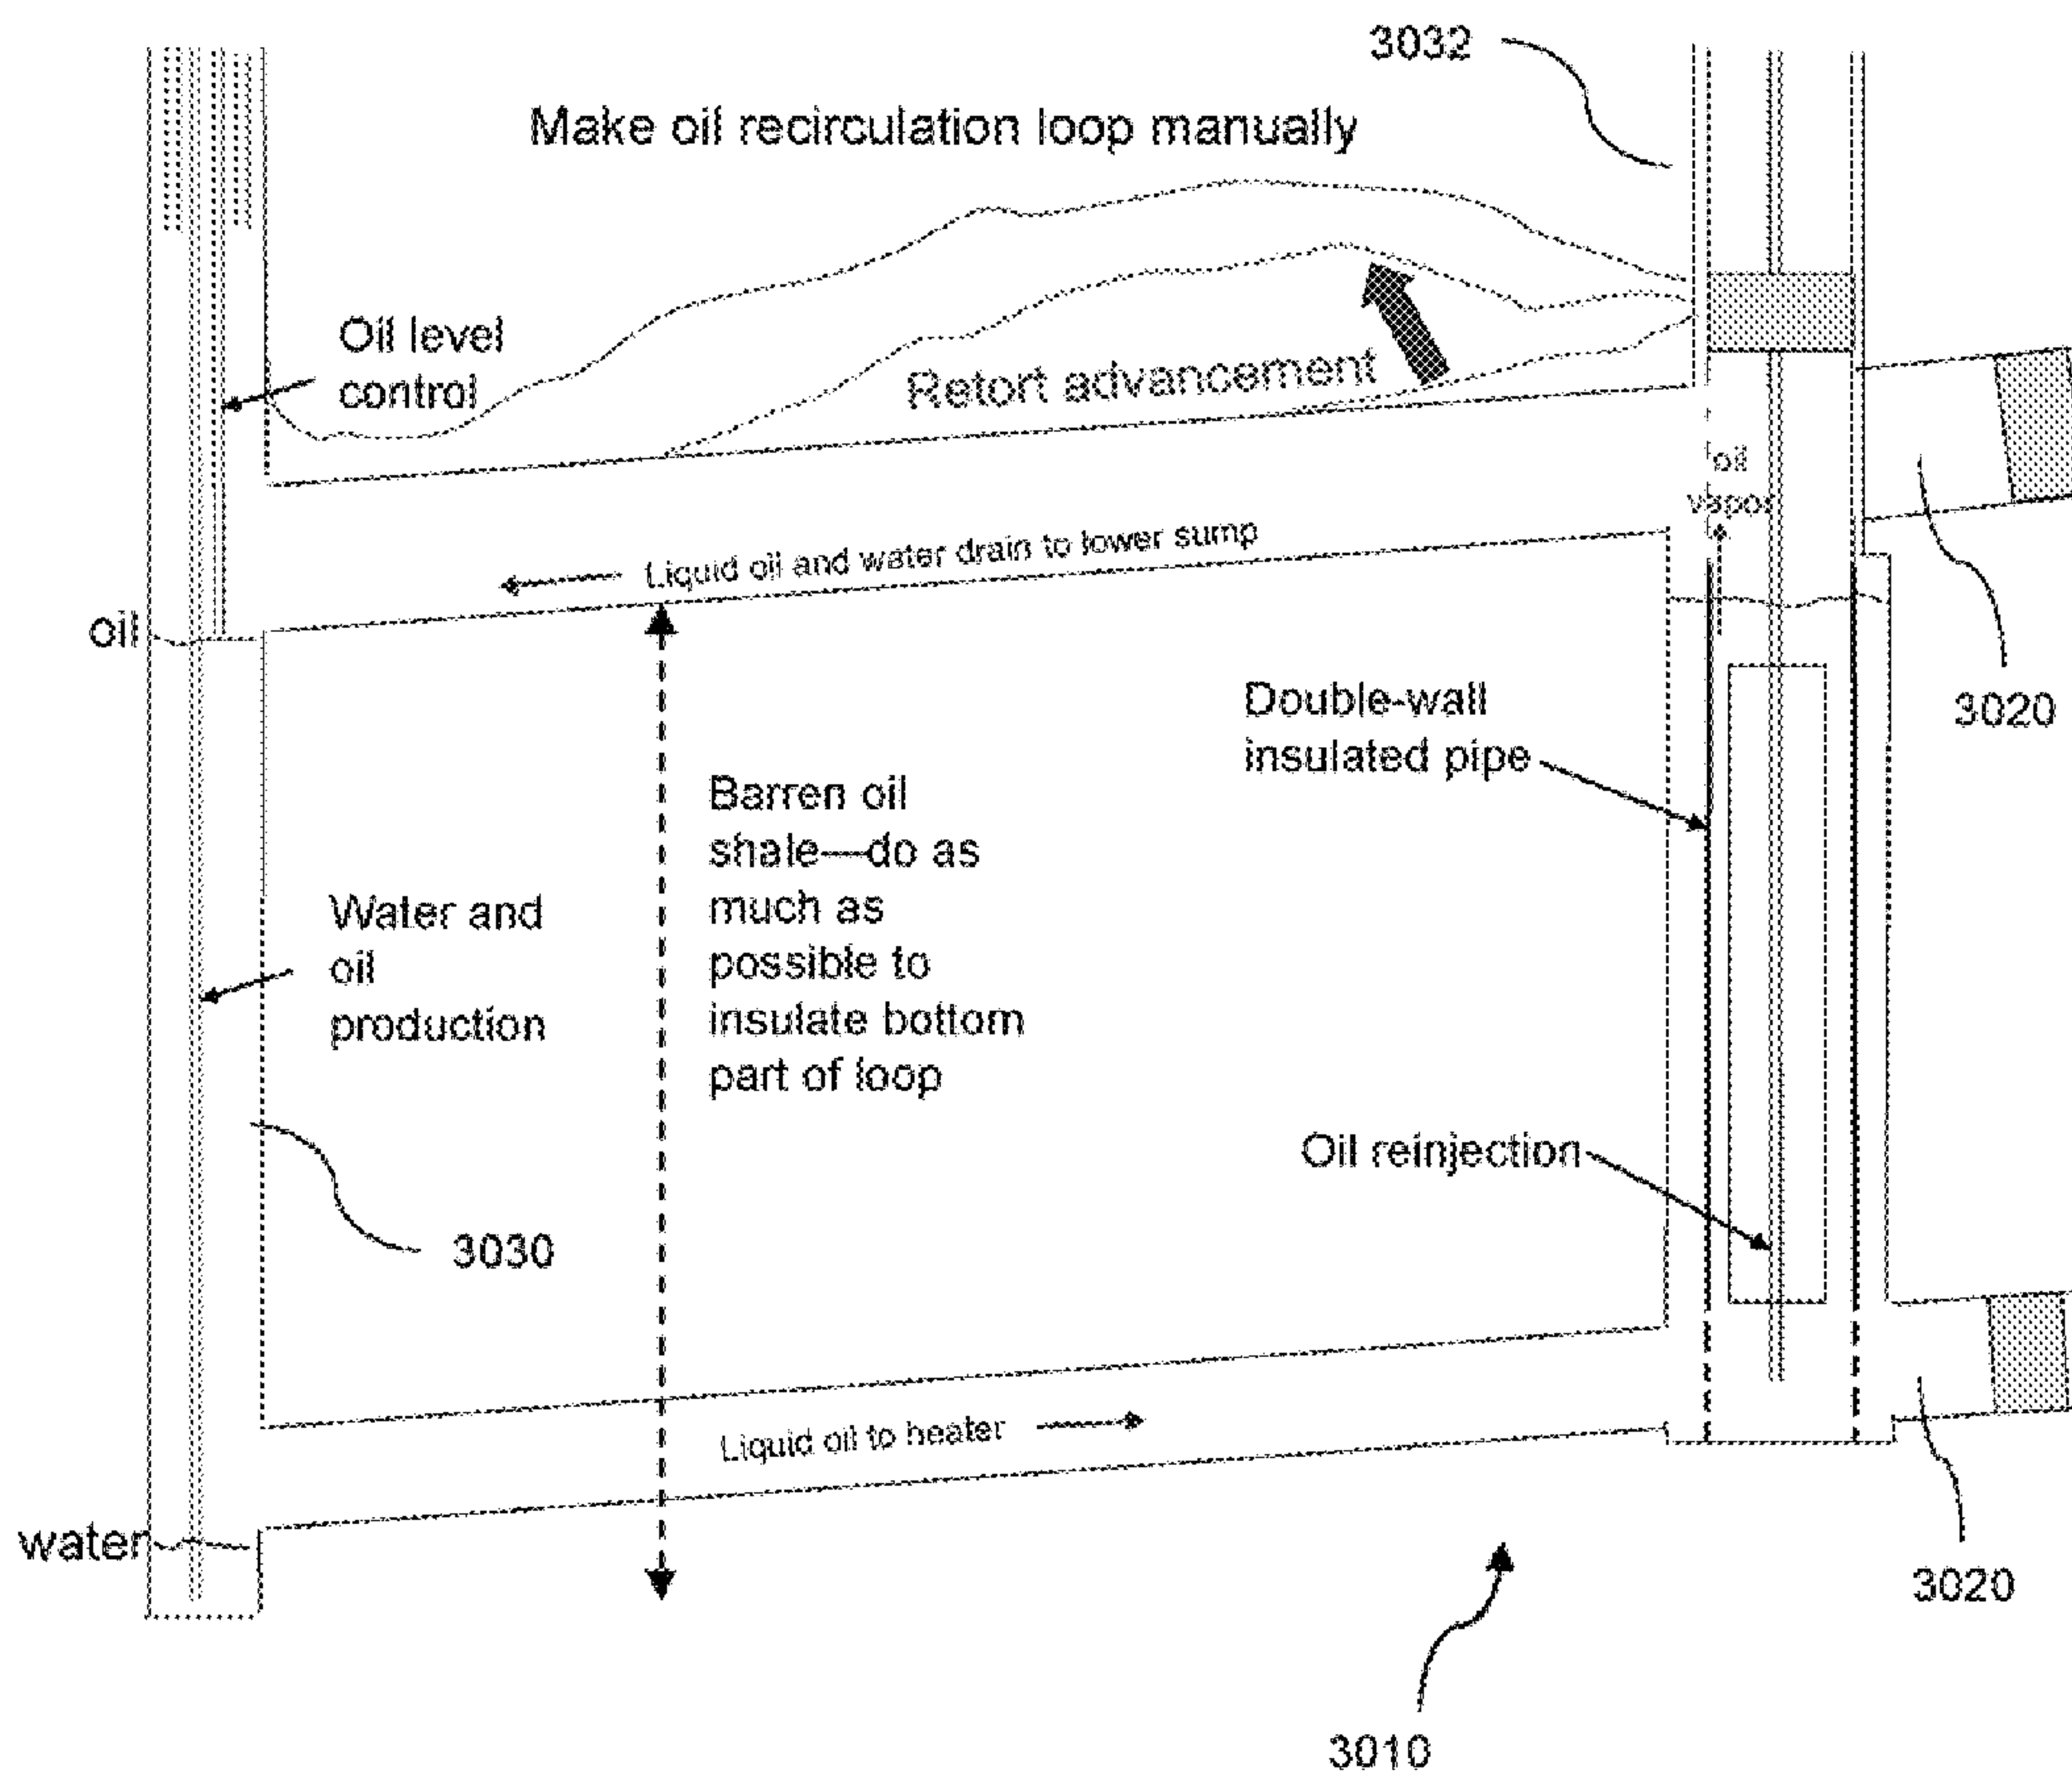 3032
Make oil recirculation loop manually
Oil level
control
Retort advancement
oil
vapor
Liquid oil and water drain to lower sump
oil
3020
Double-wall
insulated pipe
Barren oil
shale—do as
much as
possible to
insulate bottom
part of loop
Water and
oil
production
Oil reinjection
3030
Liquid oil to heater
water
3020
3010